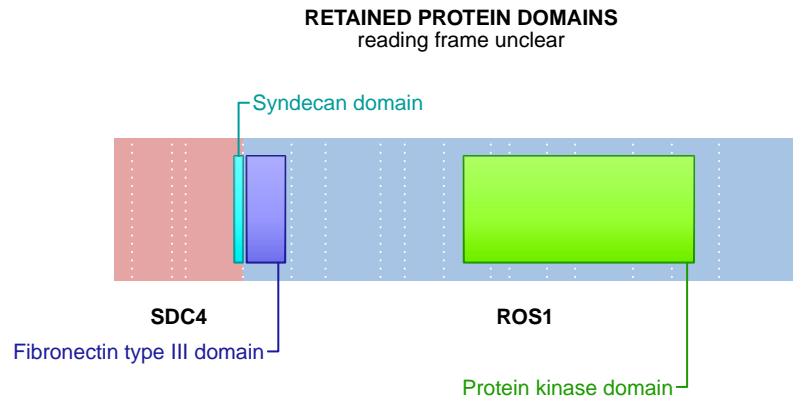 RETAINED PROTEIN DOMAINS
reading frame unclear
Syndecan domain
SDC4
ROS1
Fibronectin type III domain
Protein kinase domain